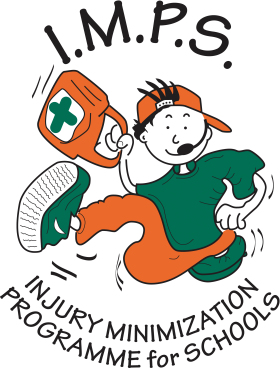 I.M.P.S.
INJURY MINIMIZATION
PROGRAMME for SCHOOLS